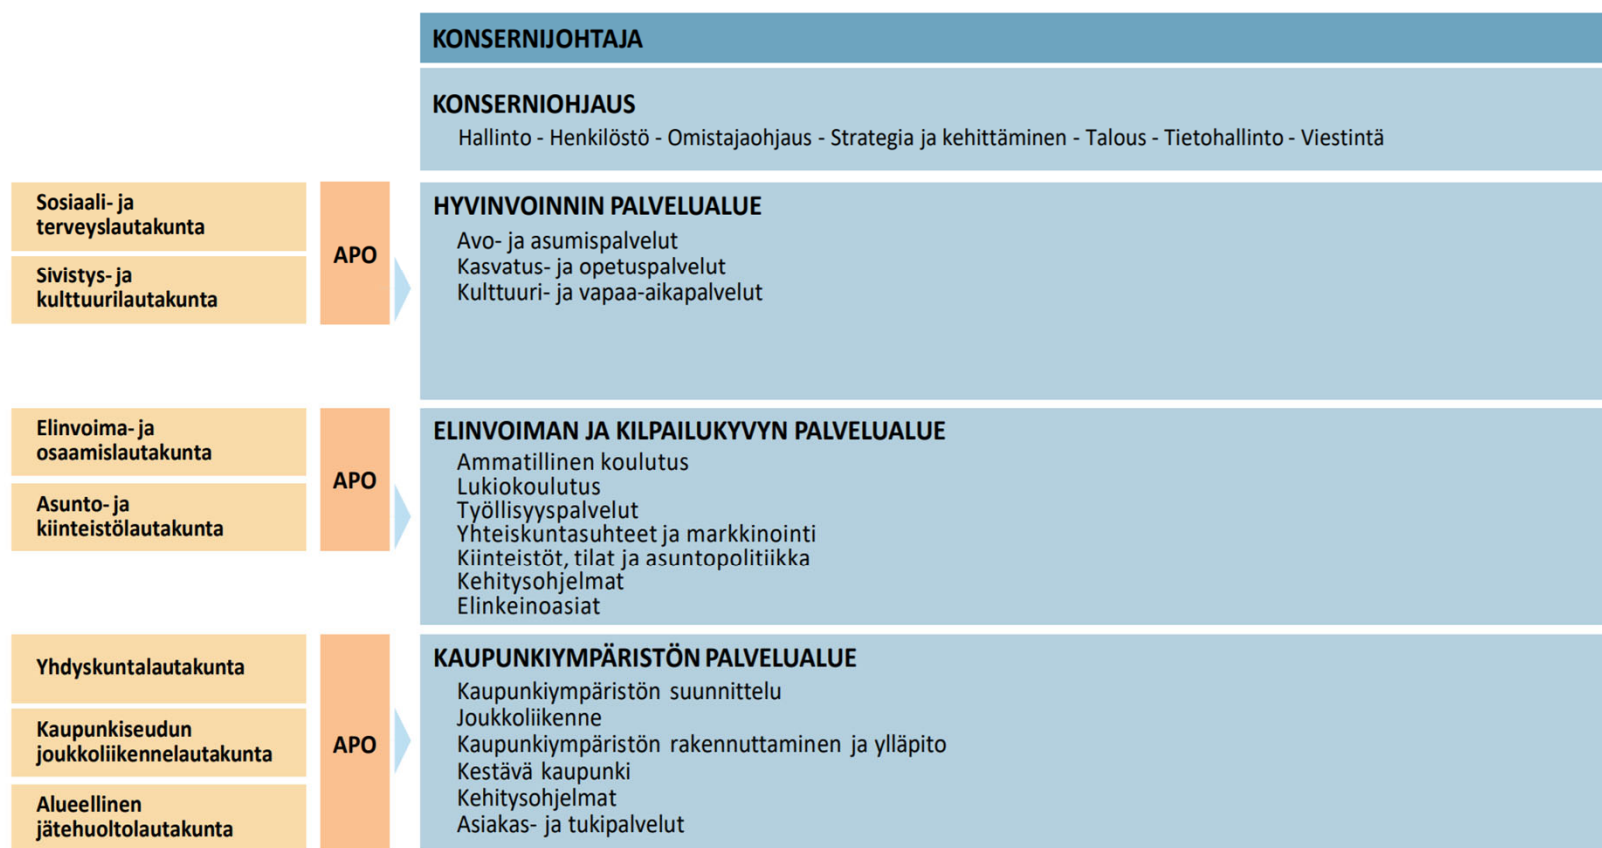 KONSERNIJOHTAJA
KONSERNIOHJAUS
Hallinto - Henkilöstö - Omistajaohjaus - Strategia ja kehittäminen - Talous - Tietohallinto - Viestintä
Sosiaali- ja
terveyslautakunta
Sivistys- ja
kulttuurilautakunta
APO
HYVINVOINNIN PALVELUALUE
Avo- ja asumispalvelut
Kasvatus- ja opetuspalvelut
Kulttuuri- ja vapaa-aikapalvelut
Elinvoima- ja
osaamislautakunta
Asunto- ja
kiinteistölautakunta
APO
ELINVOIMAN JA KILPAILUKYVYN PALVELUALUE
Ammatillinen koulutus
Lukiokoulutus
Työllisyyspalvelut
Yhteiskuntasuhteet ja markkinointi
Kiinteistöt, tilat ja asuntopolitiikka
Kehitysohjelmat
Elinkeinoasiat
Yhdyskuntalautakunta
Kaupunkiseudun
joukkoliikennelautakunta
Alueellinen
jätehuoltolautakunta
APO
KAUPUNKIYMPÄRISTÖN PALVELUALUE
Kaupunkiympäristön suunnittelu
Joukkoliikenne
Kaupunkiympäristön rakennuttaminen ja ylläpito
Kestävä kaupunki
Kehitysohjelmat
Asiakas- ja tukipalvelut